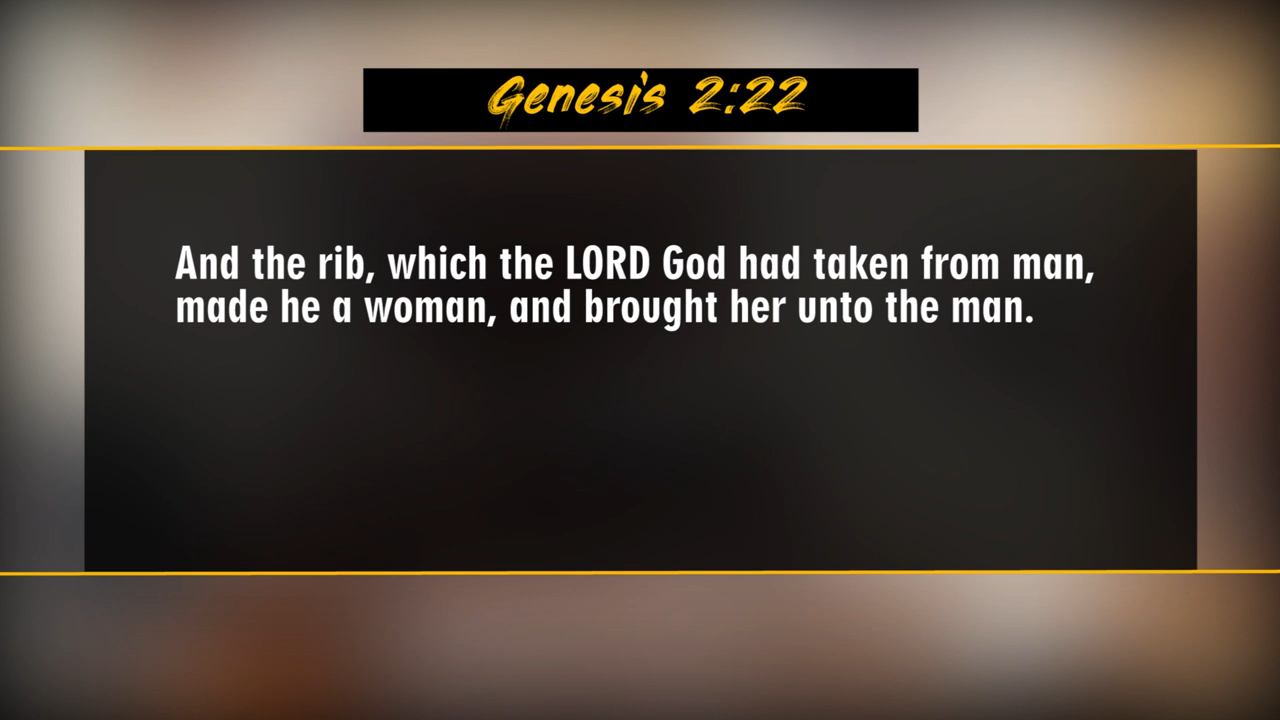 Genesis 2:22
And the rib, which the LORD God had taken from man,
made he a woman, and brought her unto the man.